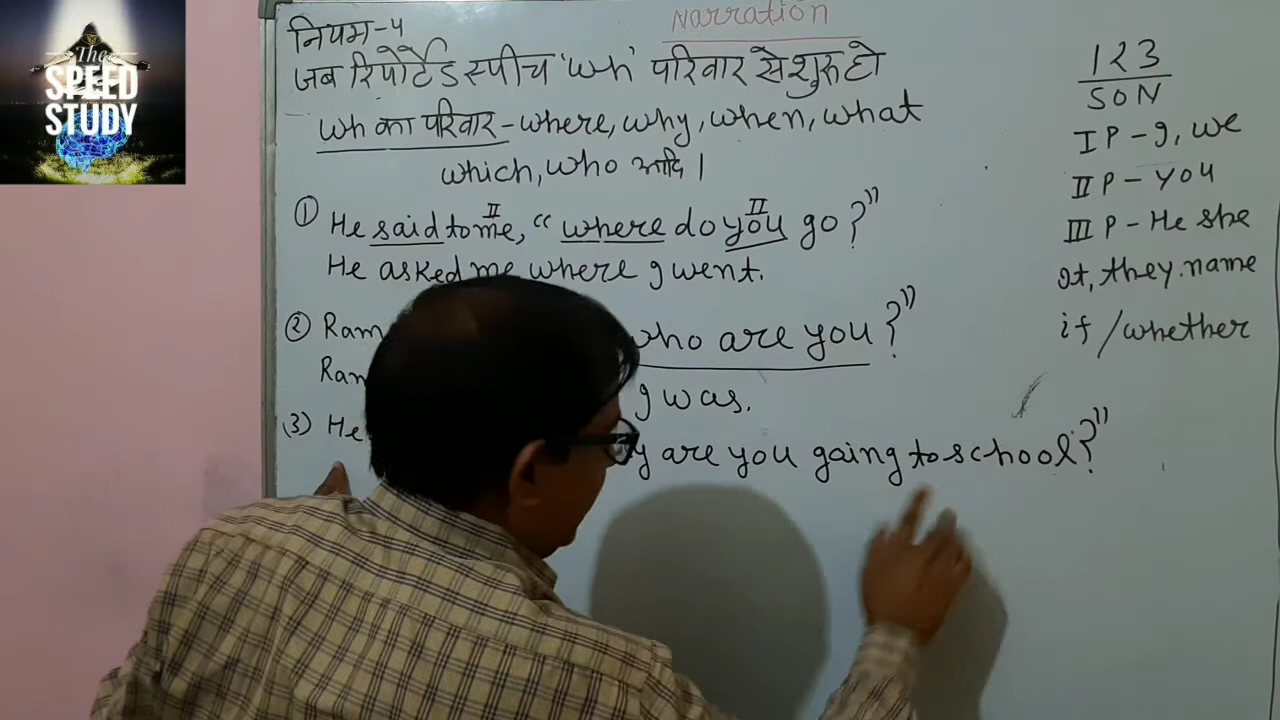 The
SPEED
STUDY
Narration
नियम-4
जब रिपोर्टेड स्पीच 'wh' परिवार से शुरू हो
wh का परिवार - where, why, when, what
which, who आदि।
① He said to me, "where do you go?"
II II
He asked me where I went.
② Ram who are you?"
Ram I was.
(3) He are you gaing to school?"
123
SON
I P - I, we
II P - you
III P - He she
It, they. name
if / whether